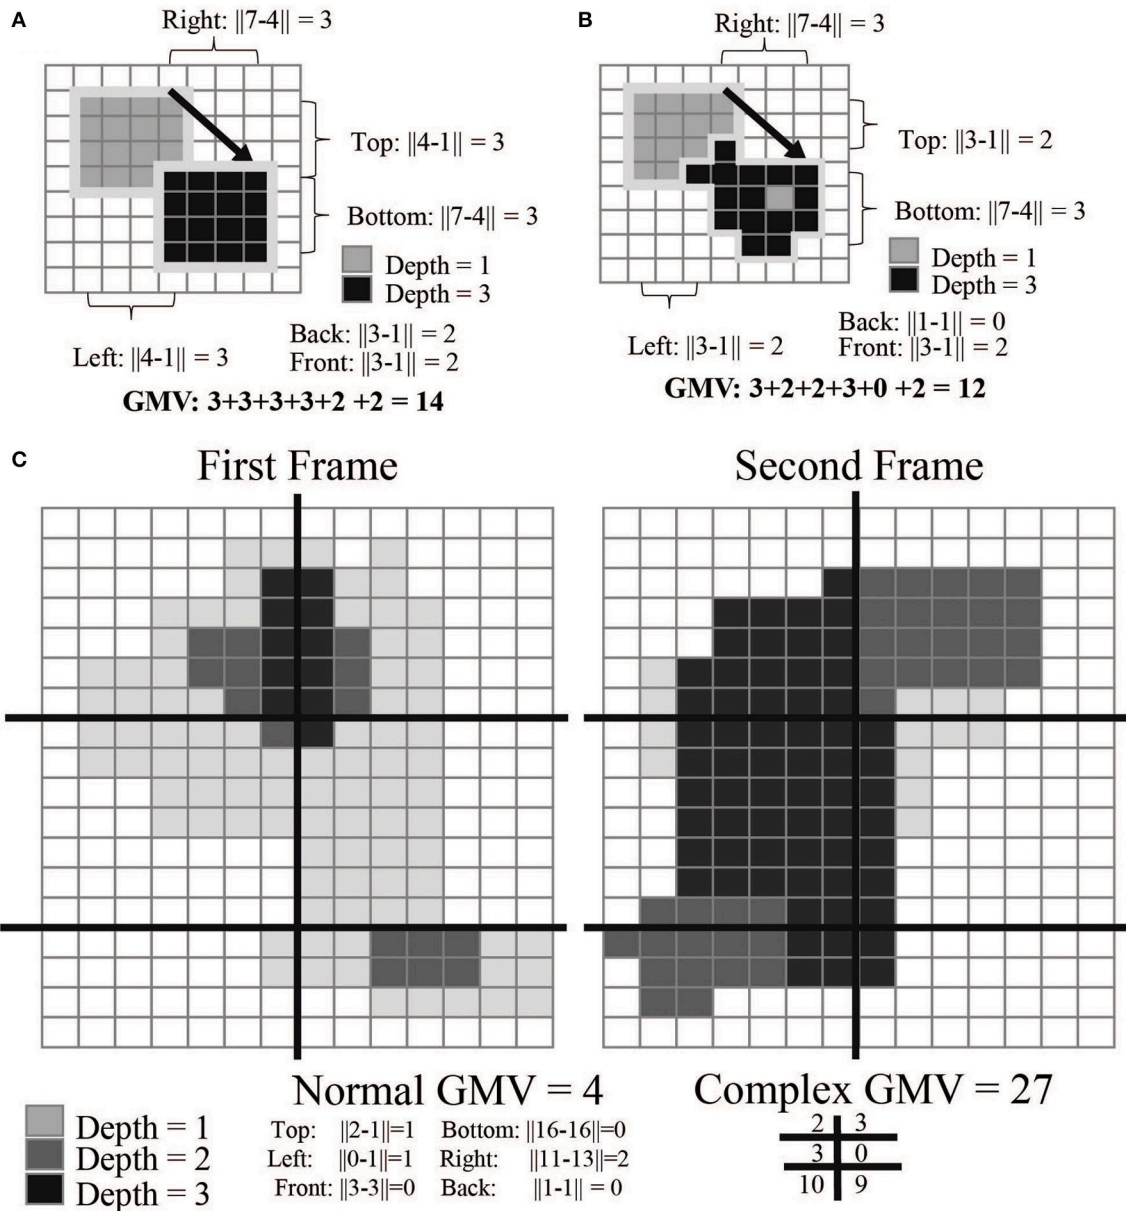 A
Right: ||7-4|| = 3
Top: ||4-1|| = 3
Bottom: ||7-4|| = 3
Depth = 1
Depth = 3
Back: ||3-1|| = 2
Front: ||3-1|| = 2
Left: ||4-1|| = 3
GMV: 3+3+3+3+2 +2 = 14
B
Right: ||7-4|| = 3
Top: ||3-1|| = 2
Bottom: ||7-4|| = 3
Depth = 1
Depth = 3
Back: ||1-1|| = 0
Front: ||3-1|| = 2
Left: ||3-1|| = 2
GMV: 3+2+2+3+0 +2 = 12
C
First Frame
Second Frame
Depth = 1
Depth = 2
Depth = 3
Normal GMV = 4
Top: ||2-1||=1 Bottom: ||16-16||=0
Left: ||0-1||=1 Right: ||11-13||=2
Front: ||3-3||=0 Back: ||1-1|| = 0
Complex GMV = 27
2 3
3 0
10 9